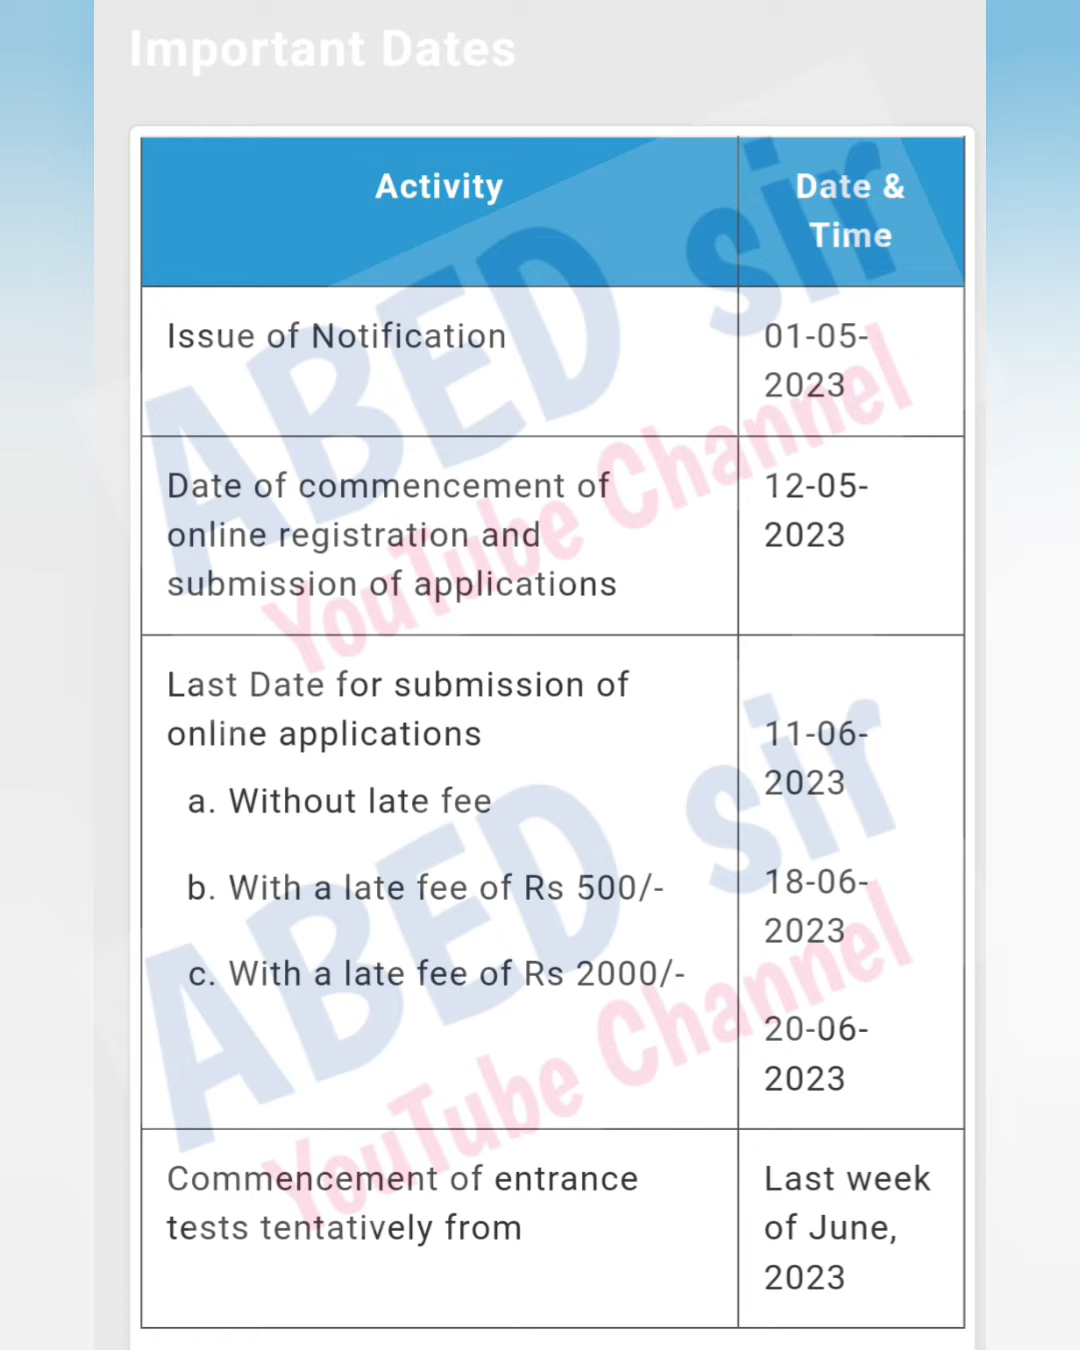 Important Dates
Activity
Date &
Time
Issue of Notification
01-05-
2023
Date of commencement of
online registration and
submission of applications
12-05-
2023
Last Date for submission of
online applications
a. Without late fee
b. With a late fee of Rs 500/-
c. With a late fee of Rs 2000/-
11-06-
2023
18-06-
2023
20-06-
2023
Commencement of entrance
tests tentatively from
Last week
of June,
2023
ABED sir
YouTube Channel
ABED sir
YouTube Channel